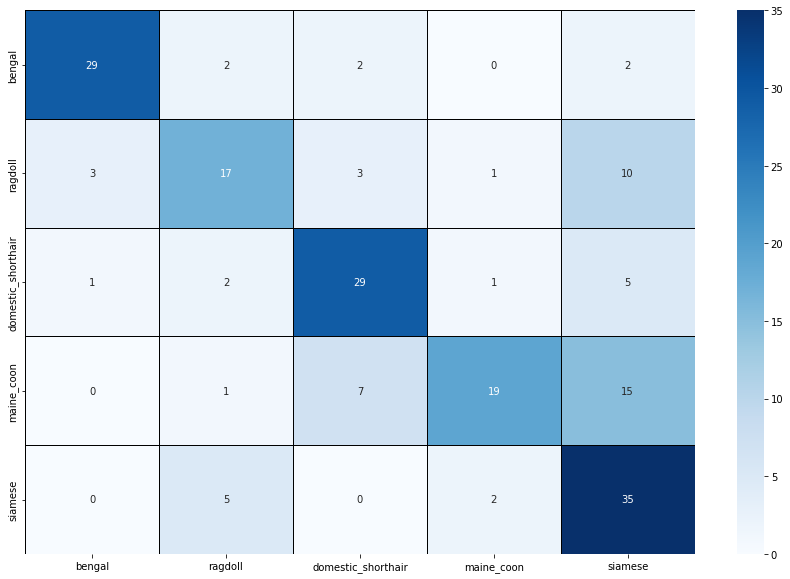 35
bengal 29 2 2 0 2
30
ragdoll 3 17 3 1 10
25
20
domestic_shorthair 1 2 29 1 5
15
maine_coon 0 1 7 19 15
10
5
siamese 0 5 0 2 35
0
bengal ragdoll domestic_shorthair maine_coon siamese